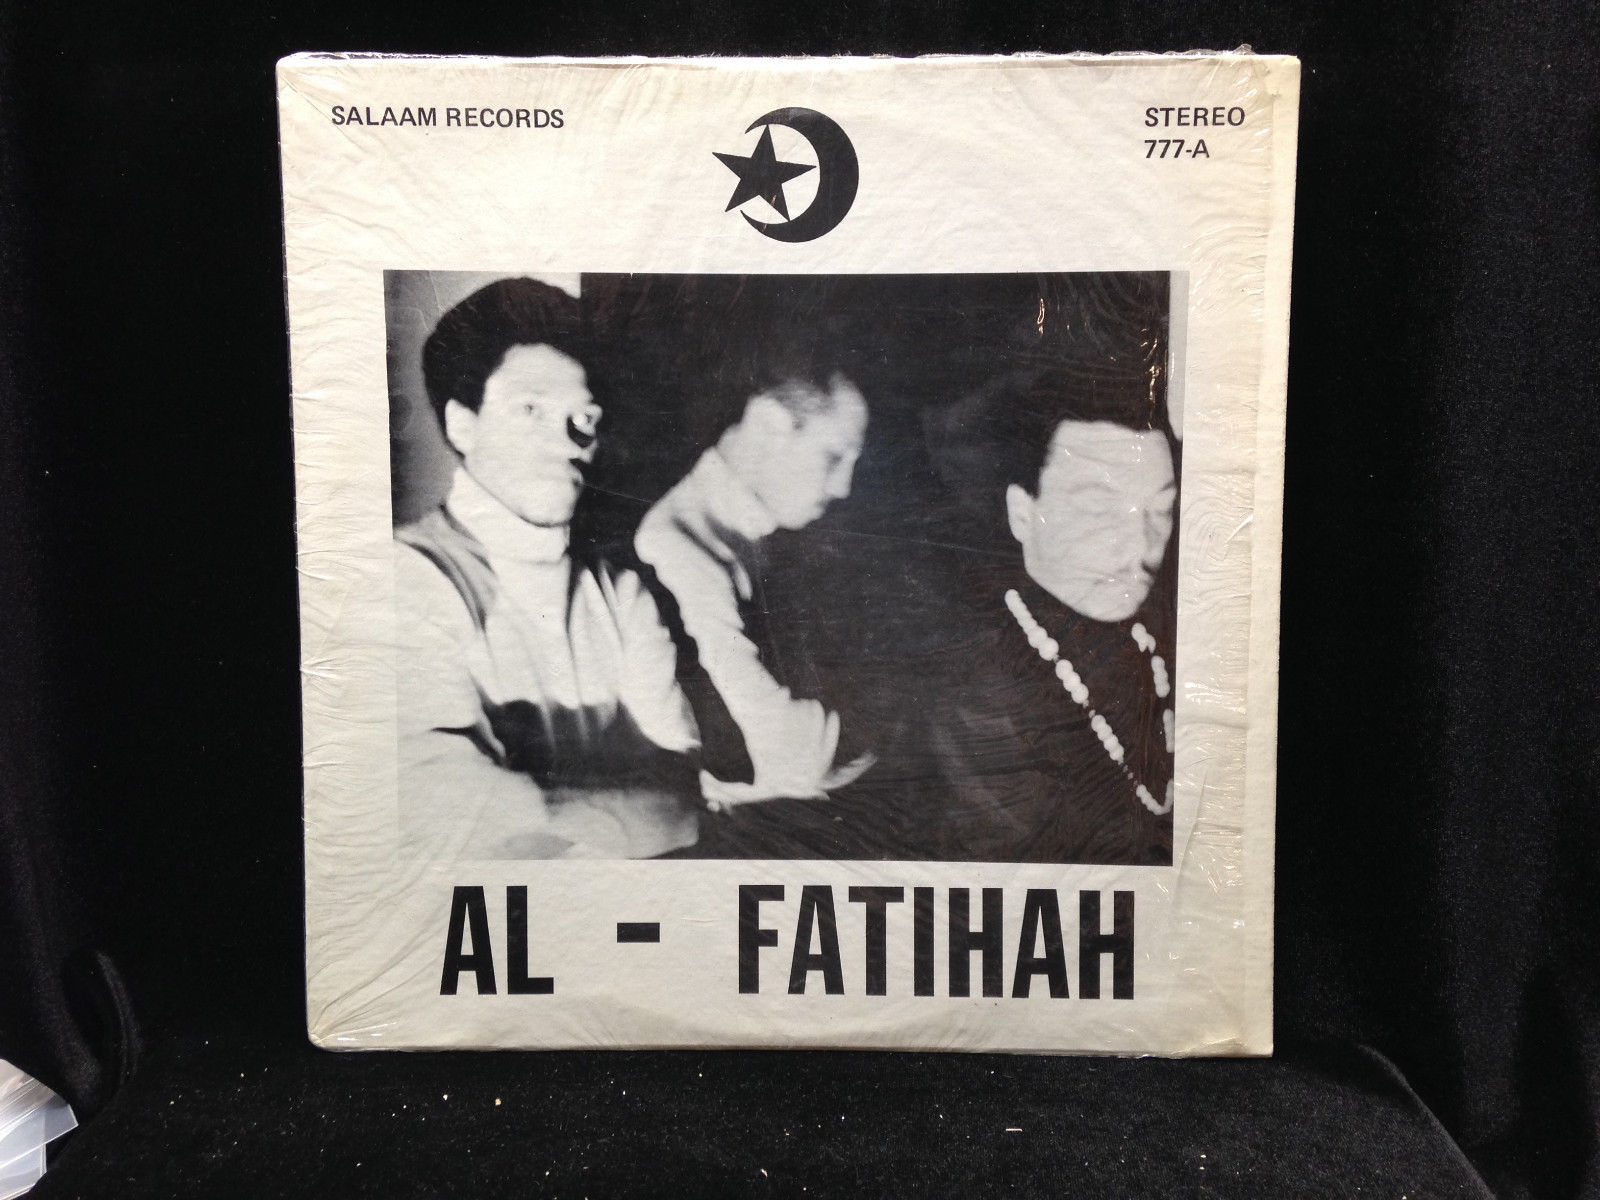 SALAAM RECORDS
STEREO
777-A
AL - FATIHAH